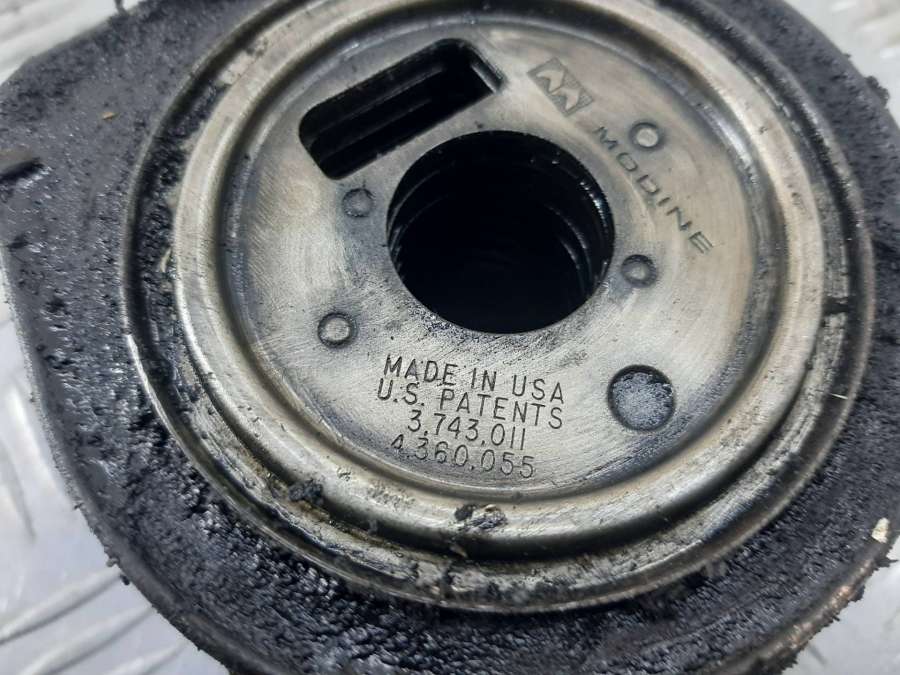 MODINE
MADE IN USA
U.S. PATENTS
3,743,011
4,360,055